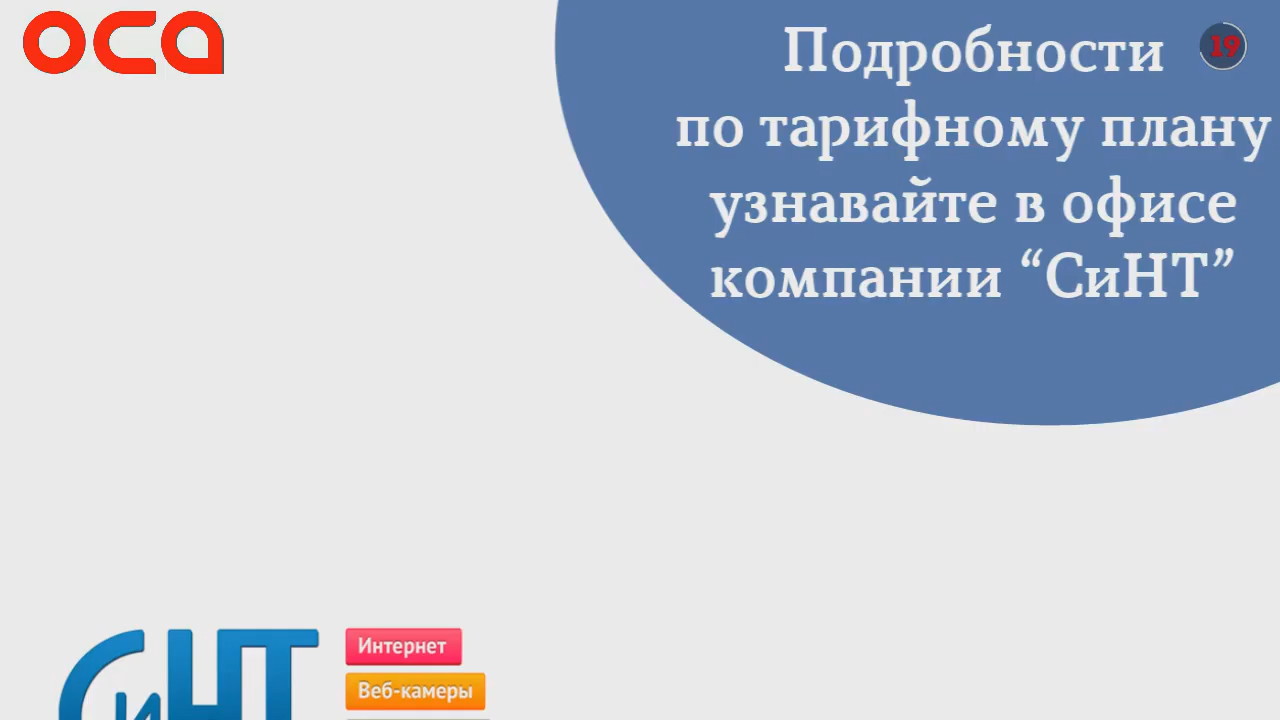 оса
Подробности
19
по тарифному плану
узнавайте в офисе
компании “СиНТ”
СиНТ
Интернет
Веб-камеры